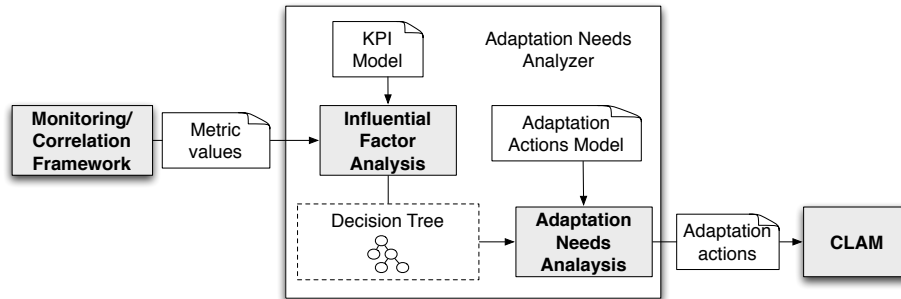 KPI
Model
Adaptation Needs
Analyzer
Monitoring/
Correlation
Framework
Metric
values
Influential
Factor
Analysis
Adaptation
Actions Model
Decision Tree
Adaptation
Needs
Analaysis
Adaptation
actions
CLAM